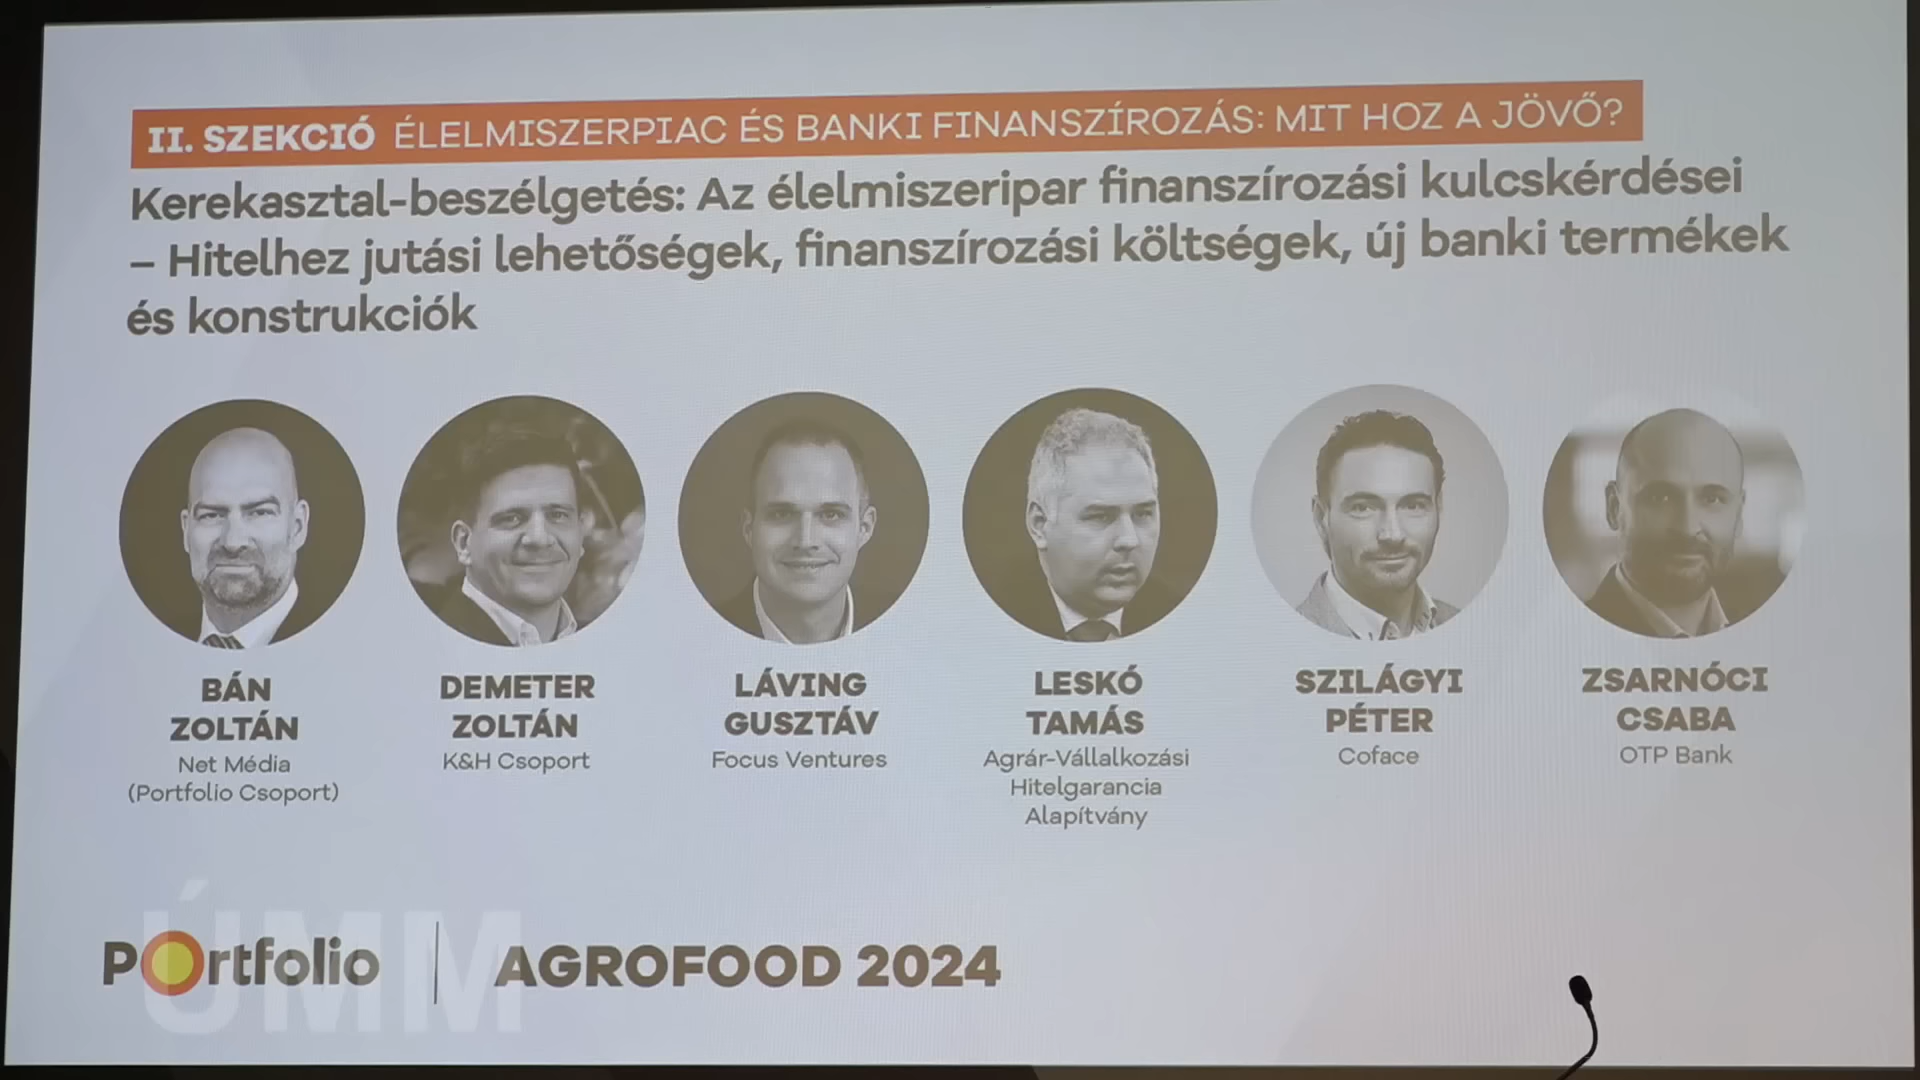 II. SZEKCIÓ ÉLELMISZERPIAC ÉS BANKI FINANSZÍROZÁS: MIT HOZ A JÖVŐ?
Kerekasztal-beszélgetés: Az élelmiszeripar finanszírozási kulcskérdései
– Hitelhez jutási lehetőségek, finanszírozási költségek, új banki termékek
és konstrukciók
BÁN
ZOLTÁN
Net Média
(Portfolio Csoport)
DEMETER
ZOLTÁN
K&H Csoport
LÁVING
GUSZTÁV
Focus Ventures
LESKÓ
TAMÁS
Agrár-Vállalkozási
Hitelgarancia
Alapítvány
SZILÁGYI
PÉTER
Coface
ZSARNÓCI
CSABA
OTP Bank
Portfolio
AGROFOOD 2024
ÚMM